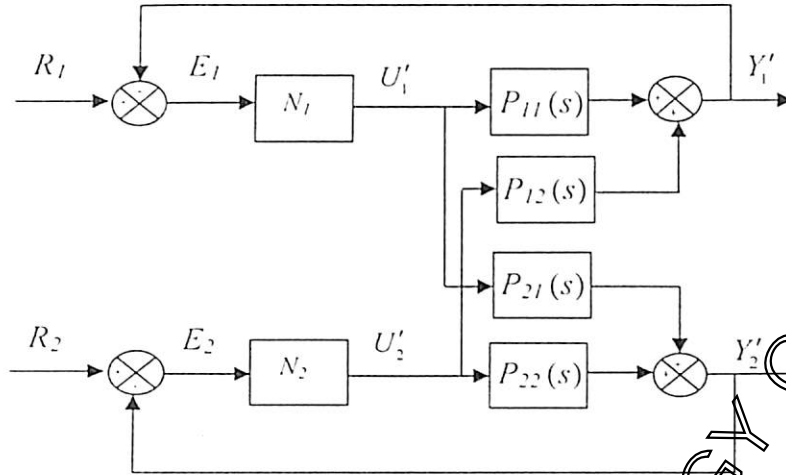 R₁ E₁ N₁ U′₁ P₁₁(s) Y′₁
P₁₂(s)
P₂₁(s)
R₂ E₂ N₂ U′₂ P₂₂(s) Y′₂